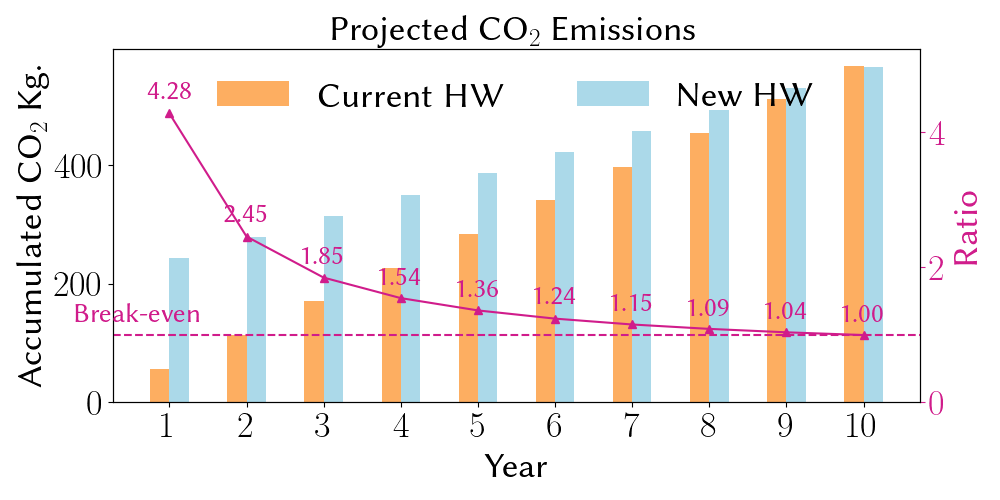 Projected CO₂ Emissions
Current HW
New HW
Accumulated CO₂ Kg.
400
200
0
Break-even
4.28
2.45
1.85
1.54
1.36
1.24
1.15
1.09
1.04
1.00
4
2
0
Ratio
1 2 3 4 5 6 7 8 9 10
Year